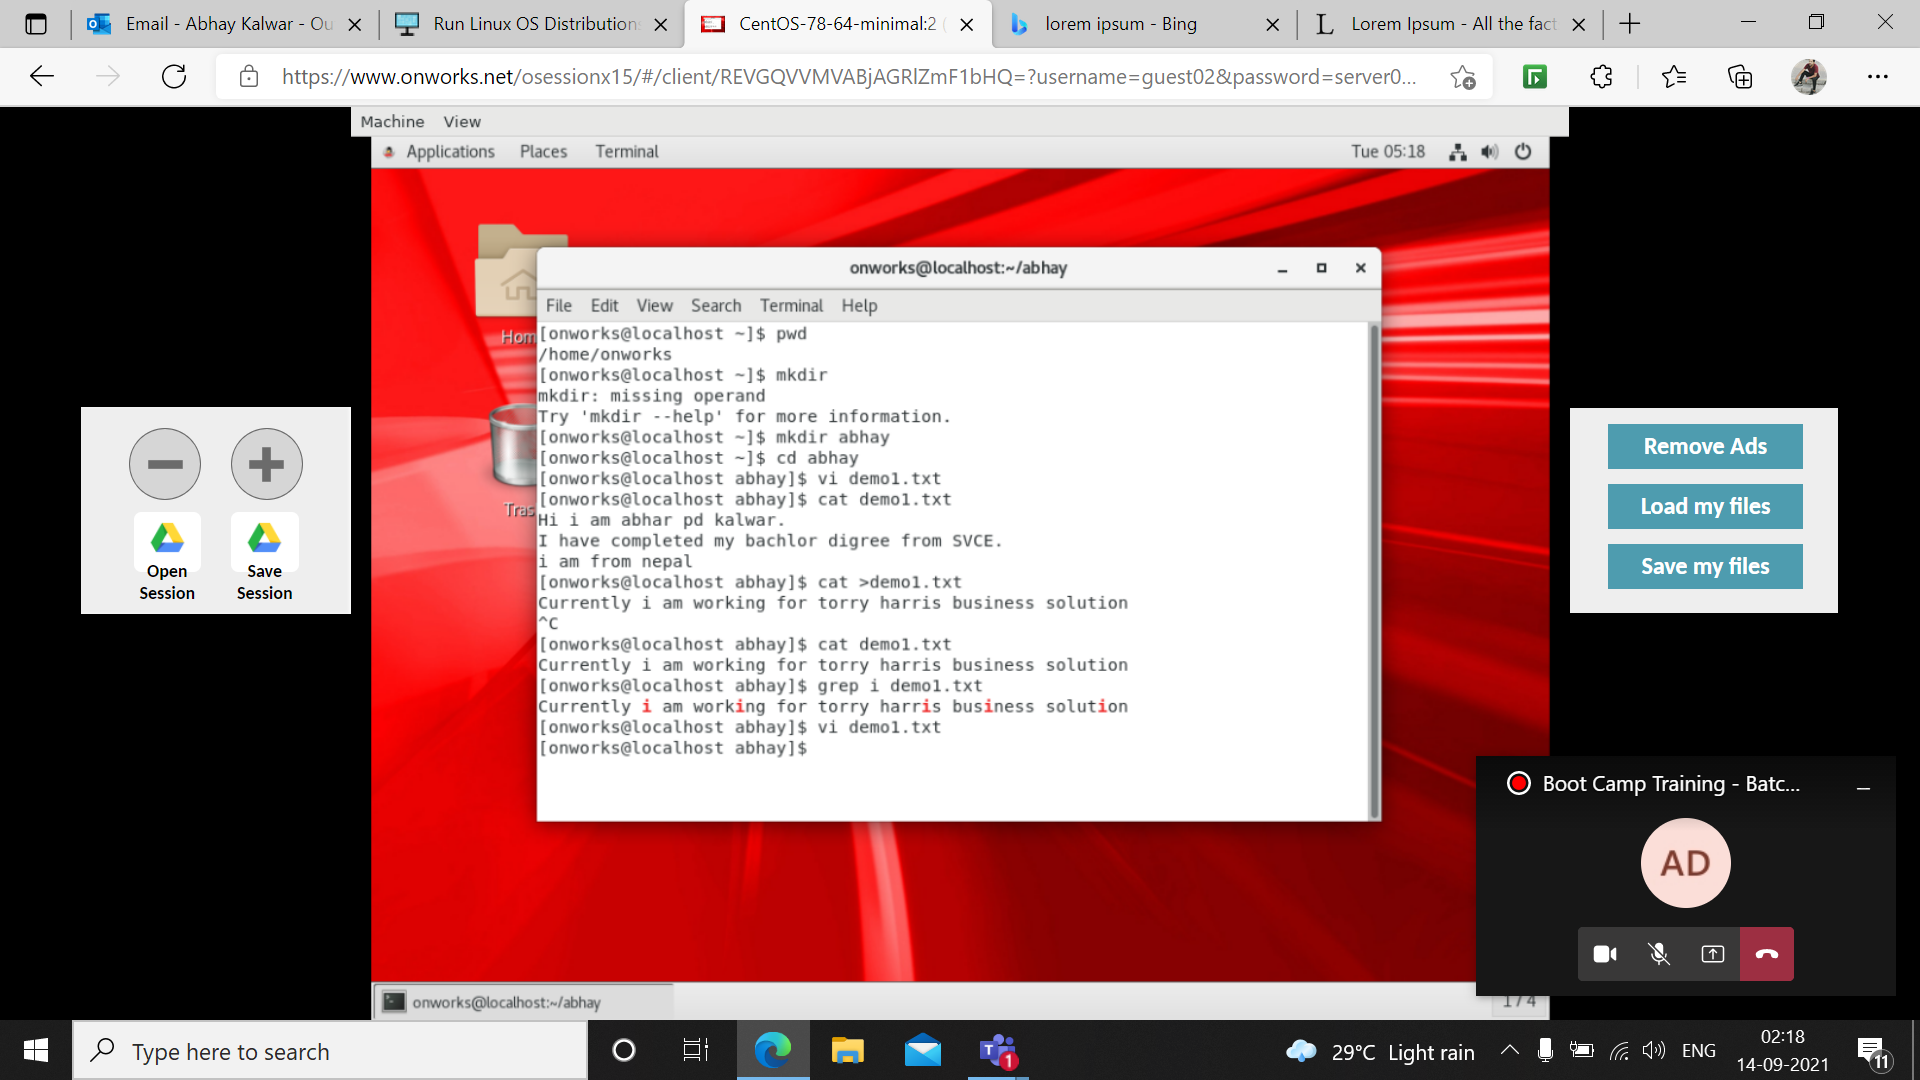 Email - Abhay Kalwar - Ou
Run Linux OS Distribution
CentOS-78-64-minimal:2 (
lorem ipsum - Bing
Lorem Ipsum - All the fact
https://www.onworks.net/osessionx15/#/client/REVGQVVMVABjAGRlZmF1bHQ=?username=guest02&password=server0...
Machine View
Applications Places Terminal Tue 05:18
Hom
Tras
onworks@localhost:~/abhay
File Edit View Search Terminal Help
[onworks@localhost ~]$ pwd
/home/onworks
[onworks@localhost ~]$ mkdir
mkdir: missing operand
Try 'mkdir --help' for more information.
[onworks@localhost ~]$ mkdir abhay
[onworks@localhost ~]$ cd abhay
[onworks@localhost abhay]$ vi demo1.txt
[onworks@localhost abhay]$ cat demo1.txt
Hi i am abhar pd kalwar.
I have completed my bachlor digree from SVCE.
i am from nepal
[onworks@localhost abhay]$ cat >demo1.txt
Currently i am working for torry harris business solution
^C
[onworks@localhost abhay]$ cat demo1.txt
Currently i am working for torry harris business solution
[onworks@localhost abhay]$ grep i demo1.txt
Currently i am working for torry harris business solution
[onworks@localhost abhay]$ vi demo1.txt
[onworks@localhost abhay]$
Open Session
Save Session
Remove Ads
Load my files
Save my files
Boot Camp Training - Batc...
AD
onworks@localhost:~/abhay
1 / 4
Type here to search
T
1
29°C Light rain
ENG
02:18
14-09-2021
11